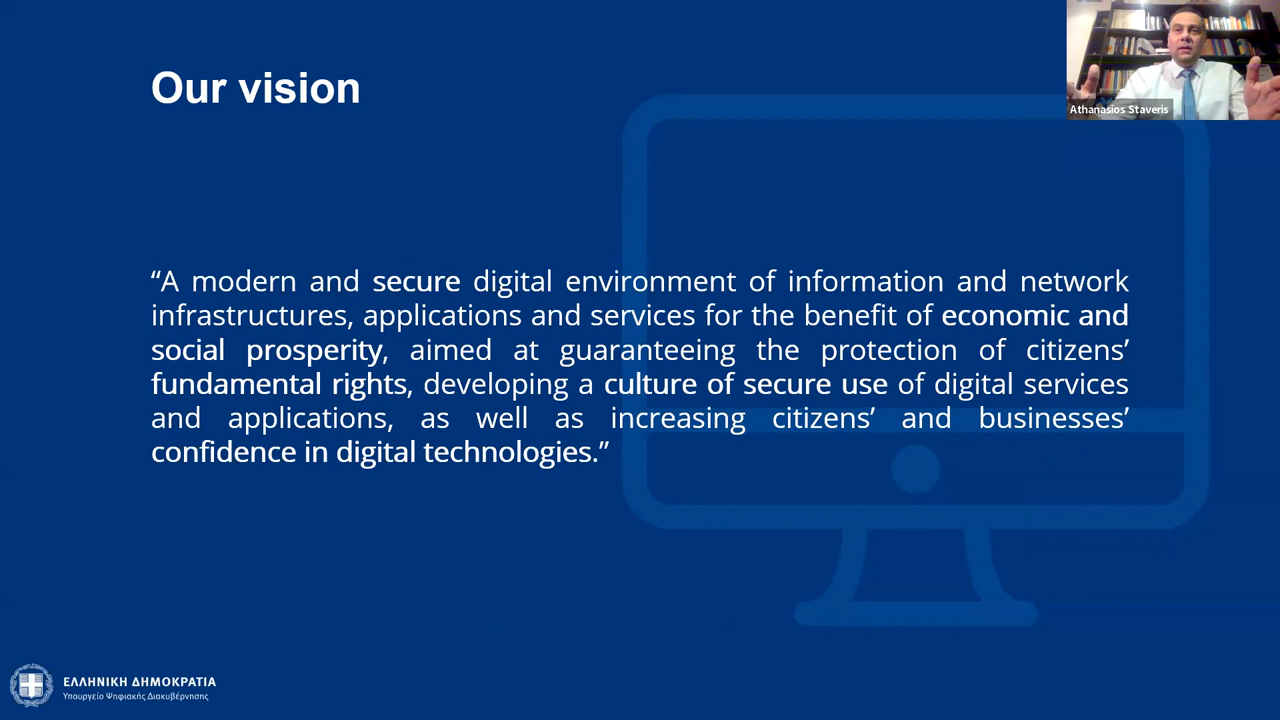 Our vision
Athanasios Staveris
“A modern and secure digital environment of information and network
infrastructures, applications and services for the benefit of economic and
social prosperity, aimed at guaranteeing the protection of citizens’
fundamental rights, developing a culture of secure use of digital services
and applications, as well as increasing citizens’ and businesses’
confidence in digital technologies.”
ΕΛΛΗΝΙΚΗ ΔΗΜΟΚΡΑΤΙΑ
Υπουργείο Ψηφιακής Διακυβέρνησης